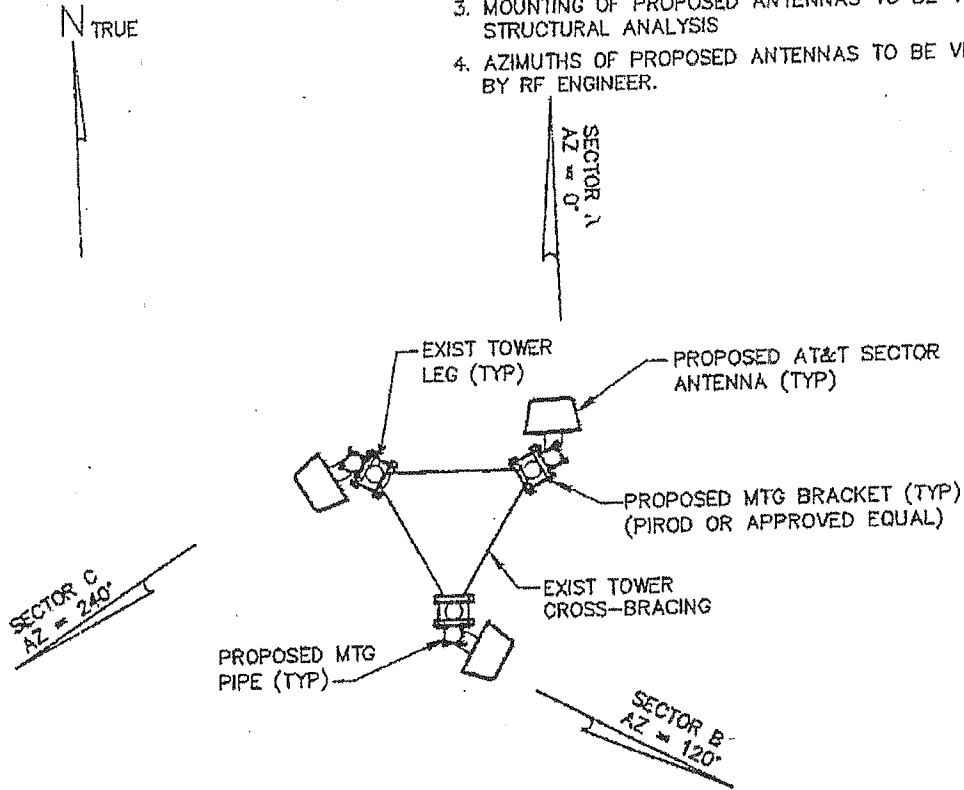 N TRUE
3. MOUNTING OF PROPOSED ANTENNAS TO BE
STRUCTURAL ANALYSIS
4. AZIMUTHS OF PROPOSED ANTENNAS TO BE
BY RF ENGINEER.
SECTOR
AZ = 0°
EXIST TOWER
LEG (TYP)
PROPOSED AT&T SECTOR
ANTENNA (TYP)
PROPOSED MTG BRACKET (TYP)
(PIROD OR APPROVED EQUAL)
EXIST TOWER
CROSS-BRACING
SECTOR C
AZ = 240°
PROPOSED MTG
PIPE (TYP)
SECTOR B
AZ = 120°